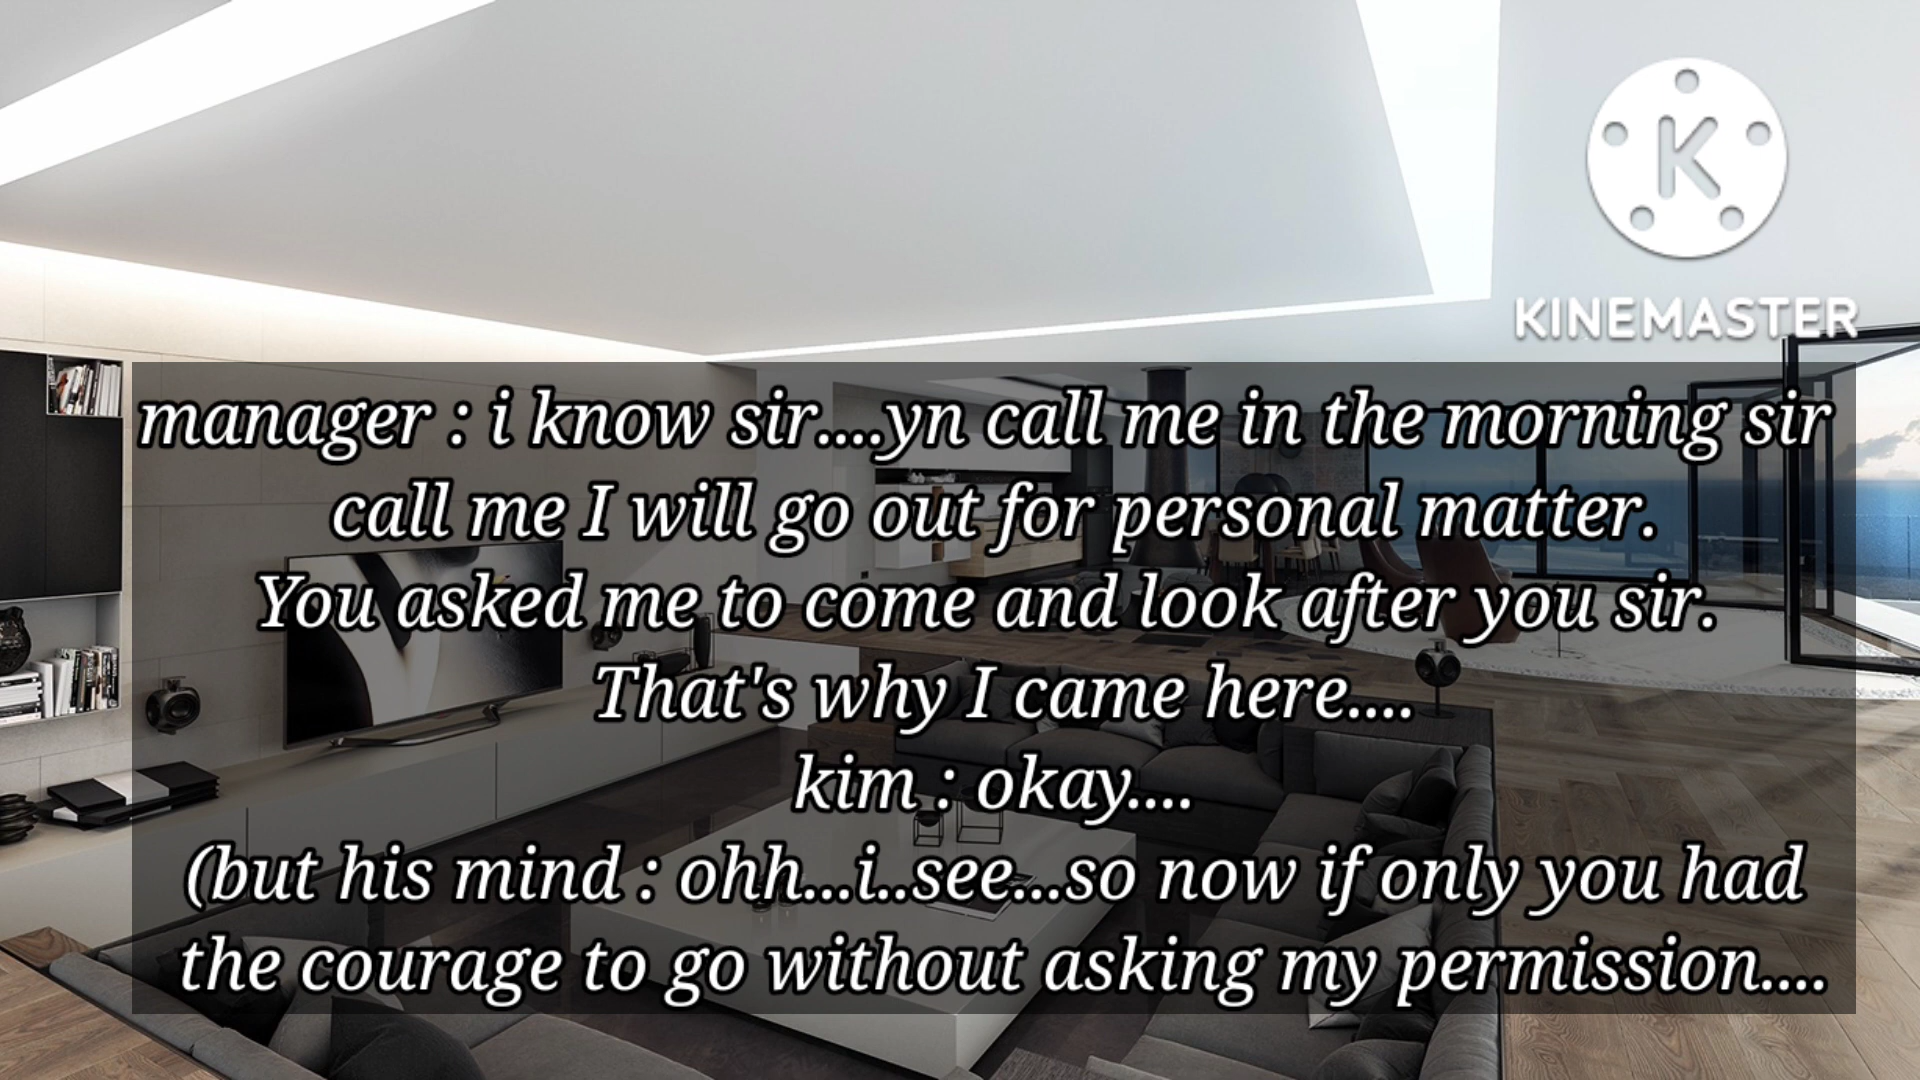 KINEMASTER
manager : i know sir....yn call me in the morning sir
call me I will go out for personal matter.
You asked me to come and look after you sir.
That's why I came here....
kim : okay....
(but his mind : ohh...i..see...so now if only you had
the courage to go without asking my permission....